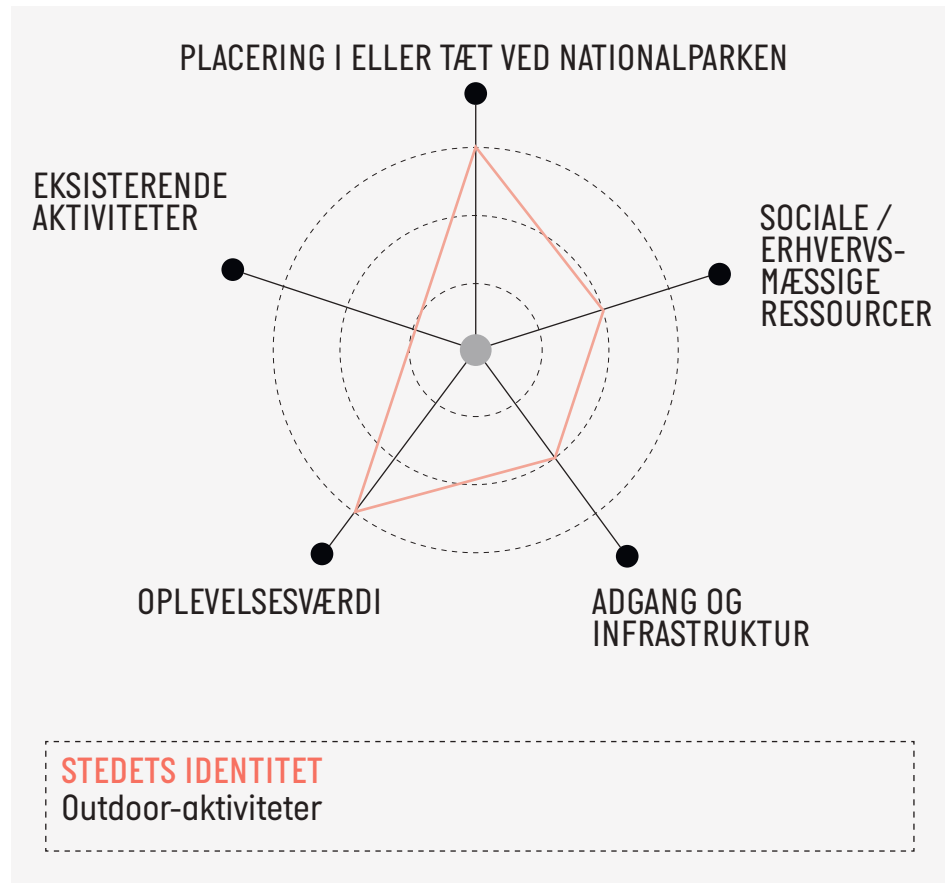 PLACERING I ELLER TÆT VED NATIONALPARKEN
EKSISTERENDE
AKTIVITETER
SOCIALE /
ERHVERVS-
MÆSSIGE
RESSOURCER
OPLEVELSESVÆRDI
ADGANG OG
INFRASTRUKTUR
STEDETS IDENTITET
Outdoor-aktiviteter